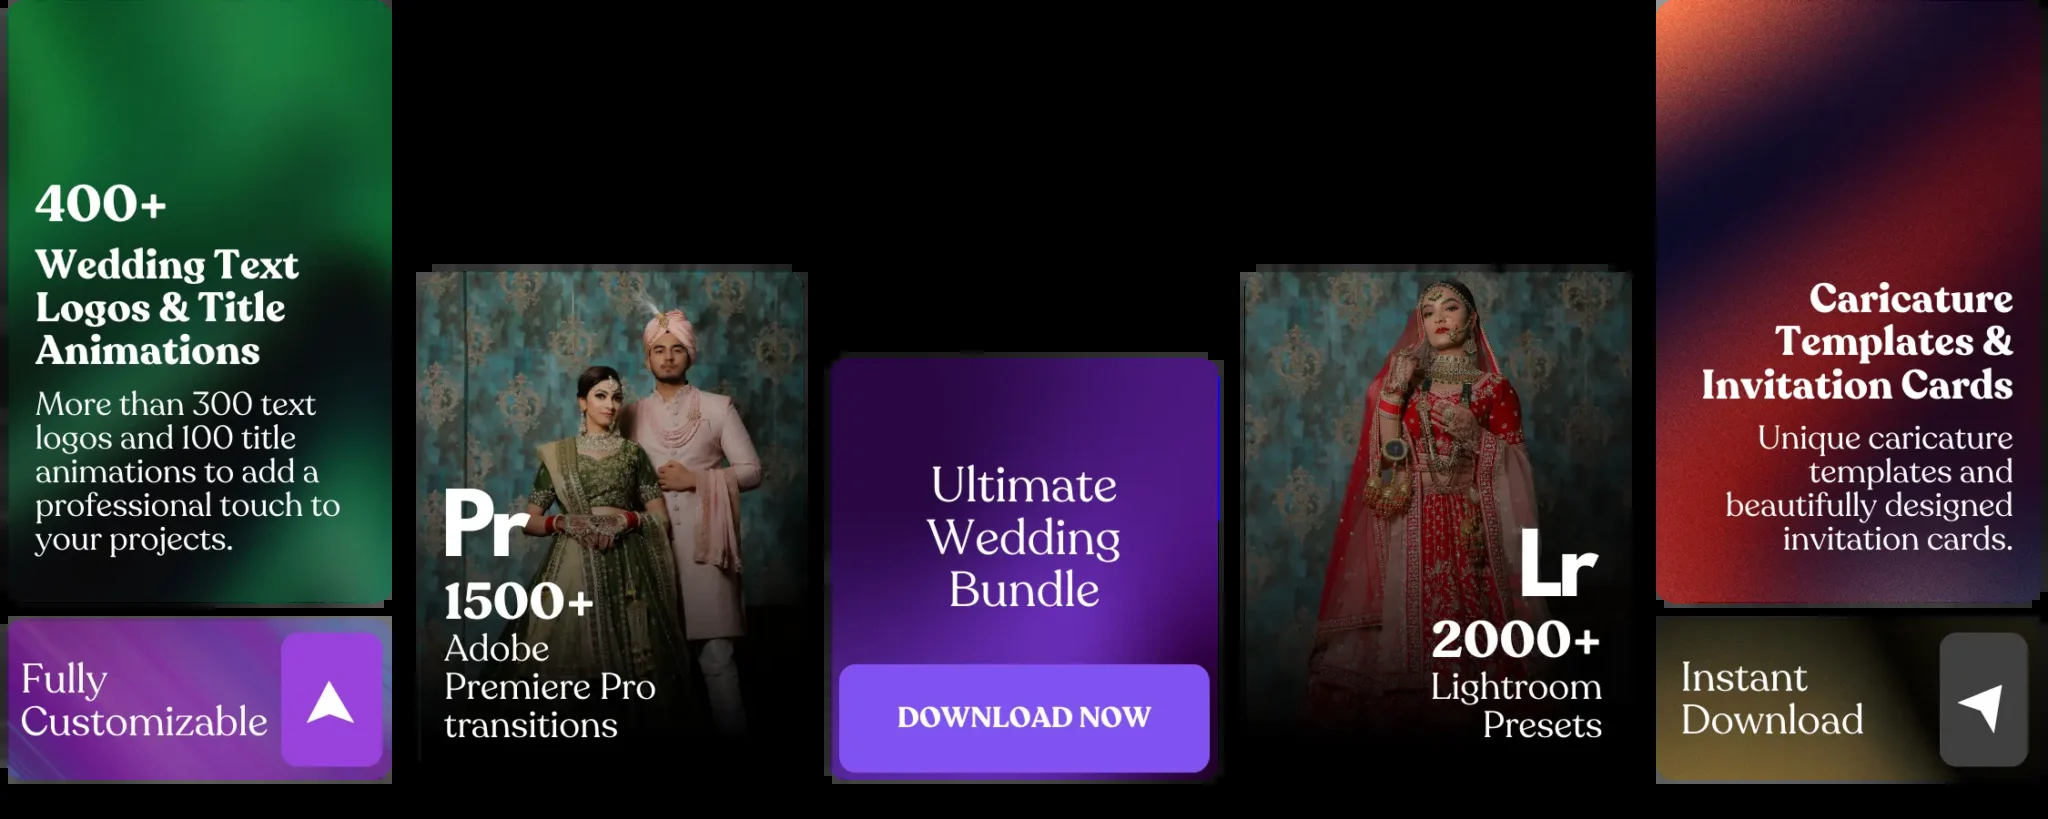 400+
Wedding Text
Logos & Title
Animations
More than 300 text
logos and 100 title
animations to add a
professional touch to
your projects.
Fully
Customizable
Pr
1500+
Adobe
Premiere Pro
transitions
Ultimate
Wedding
Bundle
DOWNLOAD NOW
Lr
2000+
Lightroom
Presets
Caricature
Templates &
Invitation Cards
Unique caricature
templates and
beautifully designed
invitation cards.
Instant
Download